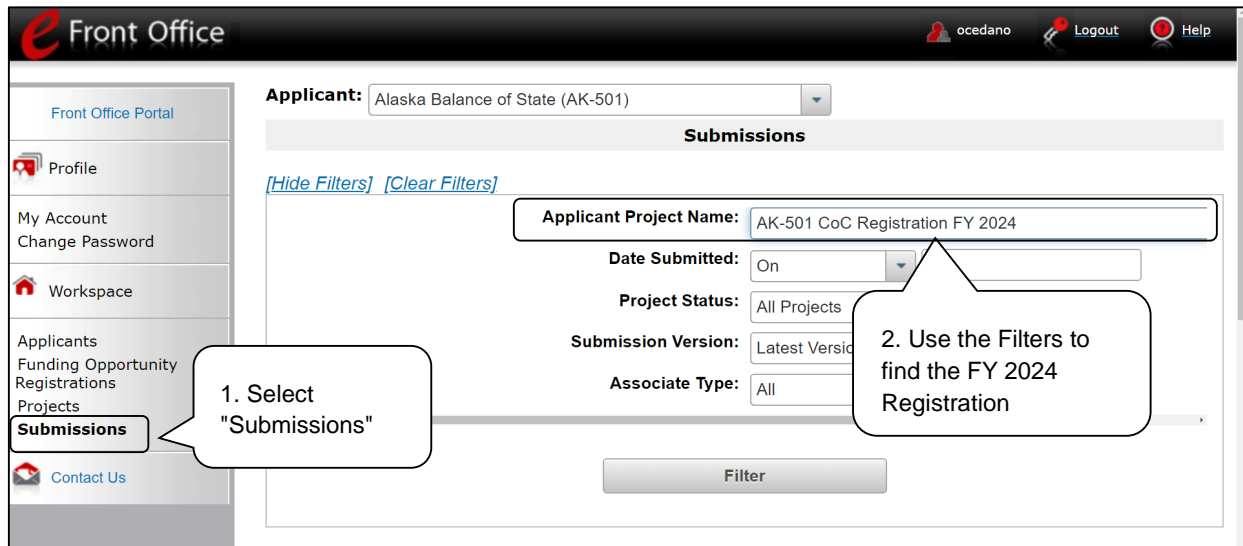 e Front Office
ocedano
Logout
Help
Front Office Portal
Profile
My Account
Change Password
Workspace
Applicants
Funding Opportunity
Registrations
Projects
Submissions
Contact Us
Applicant: Alaska Balance of State (AK-501)
Submissions
[Hide Filters] [Clear Filters]
Applicant Project Name: AK-501 CoC Registration FY 2024
Date Submitted: On
Project Status: All Projects
Submission Version: Latest Versio
Associate Type: All
Filter
1. Select
"Submissions"
2. Use the Filters to
find the FY 2024
Registration